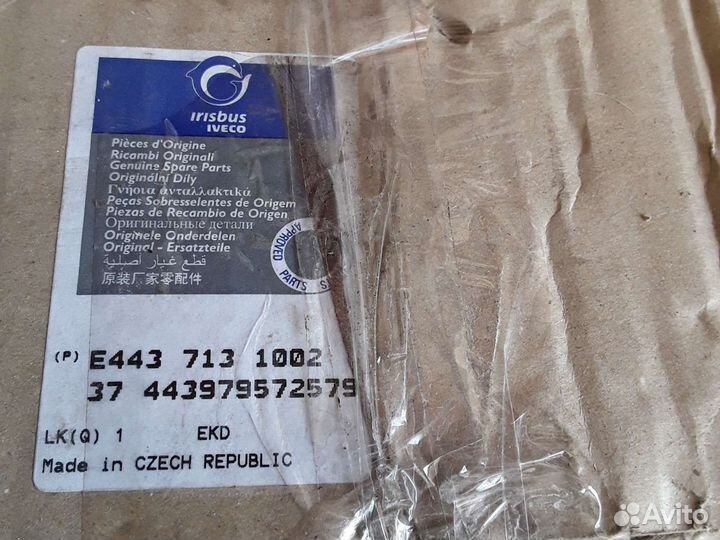 irisbus
IVECO
Pièces d'Origine
Ricambi Originali
Genuine Spare Parts
Originální Díly
Γνήσια ανταλλακτικά
Peças Sobresselentes de Origem
Piezas de Recambio de Origen
Оригинальные детали
Originele Onderdelen
Original - Ersatzteile
قطع غيار أصلية
原装厂家零配件
APPROVED PARTS
(P) E443 713 1002
37 443979572579
LK(Q) 1 EKD
Made in CZECH REPUBLIC
Avito